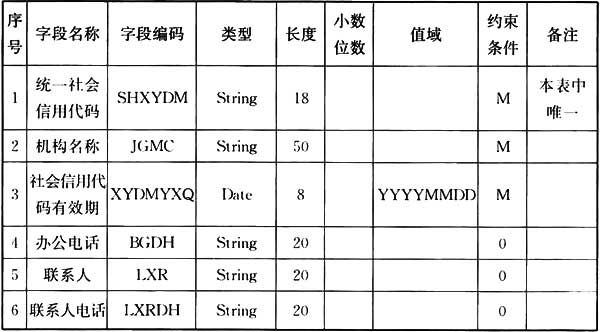 序号 字段名称 字段编码 类型 长度 小数位数 值域 约束条件 备注
1 统一社会信用代码 SHXYDM String 18 M 本表中唯一
2 机构名称 JGMC String 50 M
3 社会信用代码有效期 XYDMYXQ Date 8 YYYYMMDD M
4 办公电话 BGDH String 20 0
5 联系人 LXR String 20 0
6 联系人电话 LXRDH String 20 0